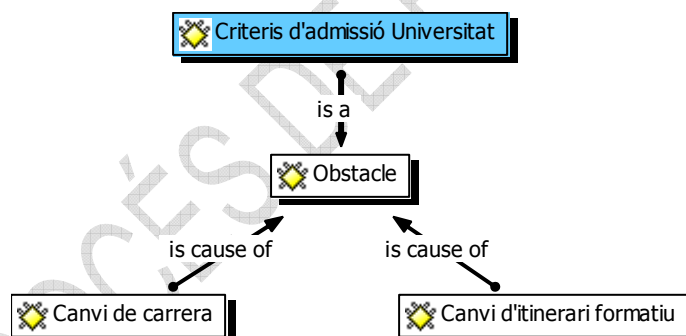 Criteris d'admissió Universitat
is a
Obstacle
is cause of
is cause of
Canvi de carrera
Canvi d'itinerari formatiu